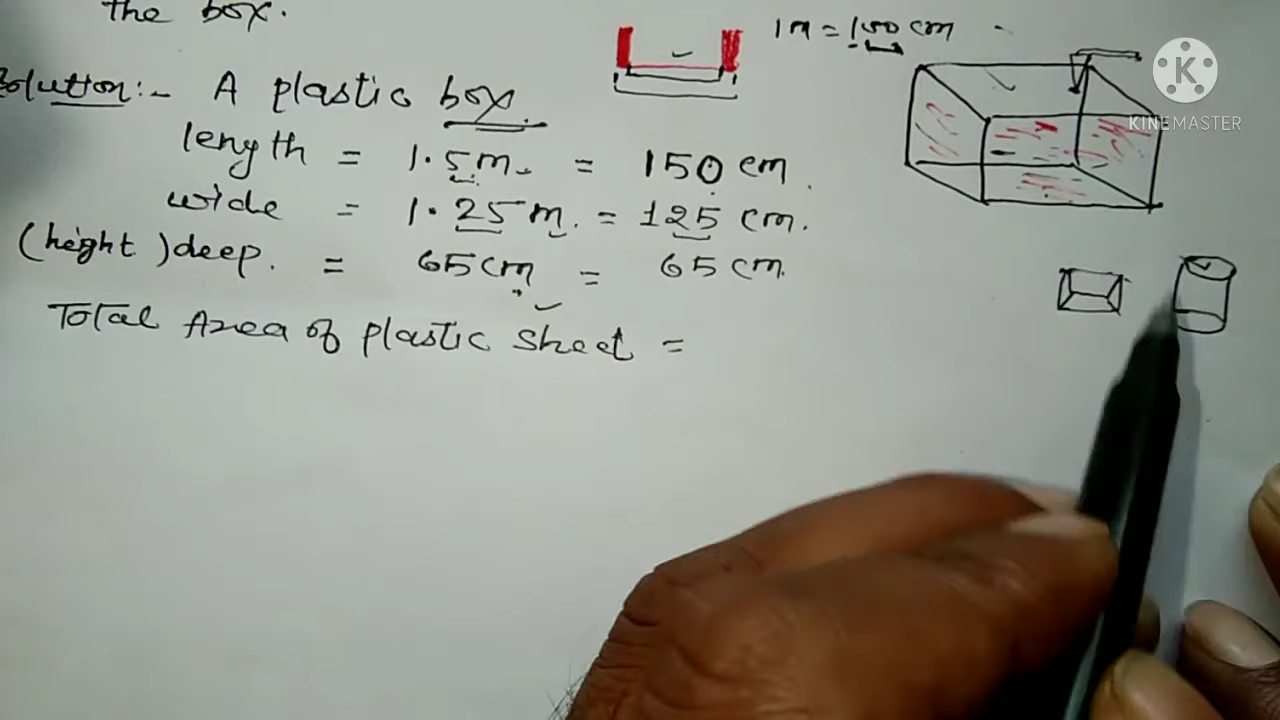 the box.
1m = 100 cm
Solution:- A plastic box.
length = 1.5m. = 150 cm.
wide = 1.25 m. = 125 cm.
(height) deep. = 65cm = 65 cm.
Total Area of plastic sheet =
K
KINEMASTER